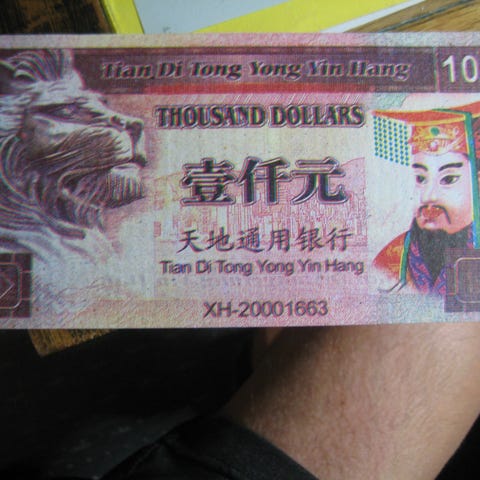 Tian Di Tong Yong Yin Hang
10
THOUSAND DOLLARS
壹仟元
天地通用银行
Tian Di Tong Yong Yin Hang
XH-20001663